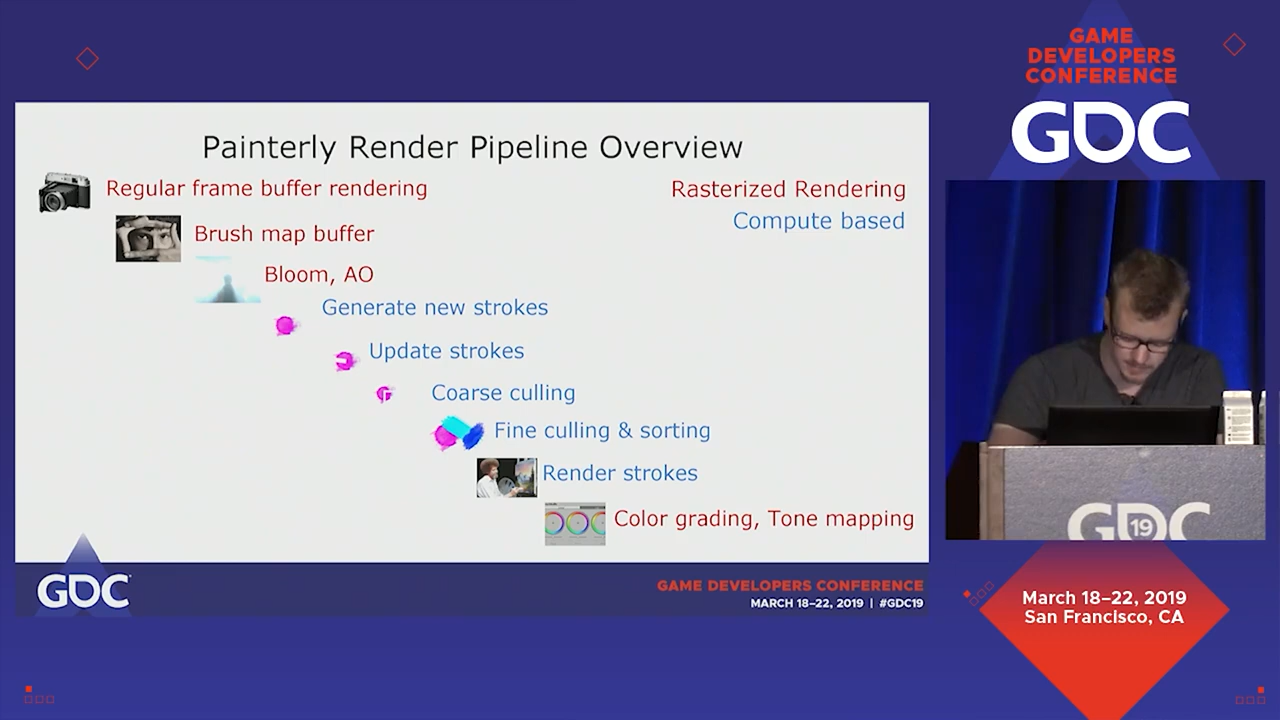 GAME
DEVELOPERS
CONFERENCE
GDC
Painterly Render Pipeline Overview
Regular frame buffer rendering
Rasterized Rendering
Compute based
Brush map buffer
Bloom, AO
Generate new strokes
Update strokes
Coarse culling
Fine culling & sorting
Render strokes
Color grading, Tone mapping
GDC
GAME DEVELOPERS CONFERENCE
MARCH 18–22, 2019 | #GDC19
GDC
19
March 18–22, 2019
San Francisco, CA